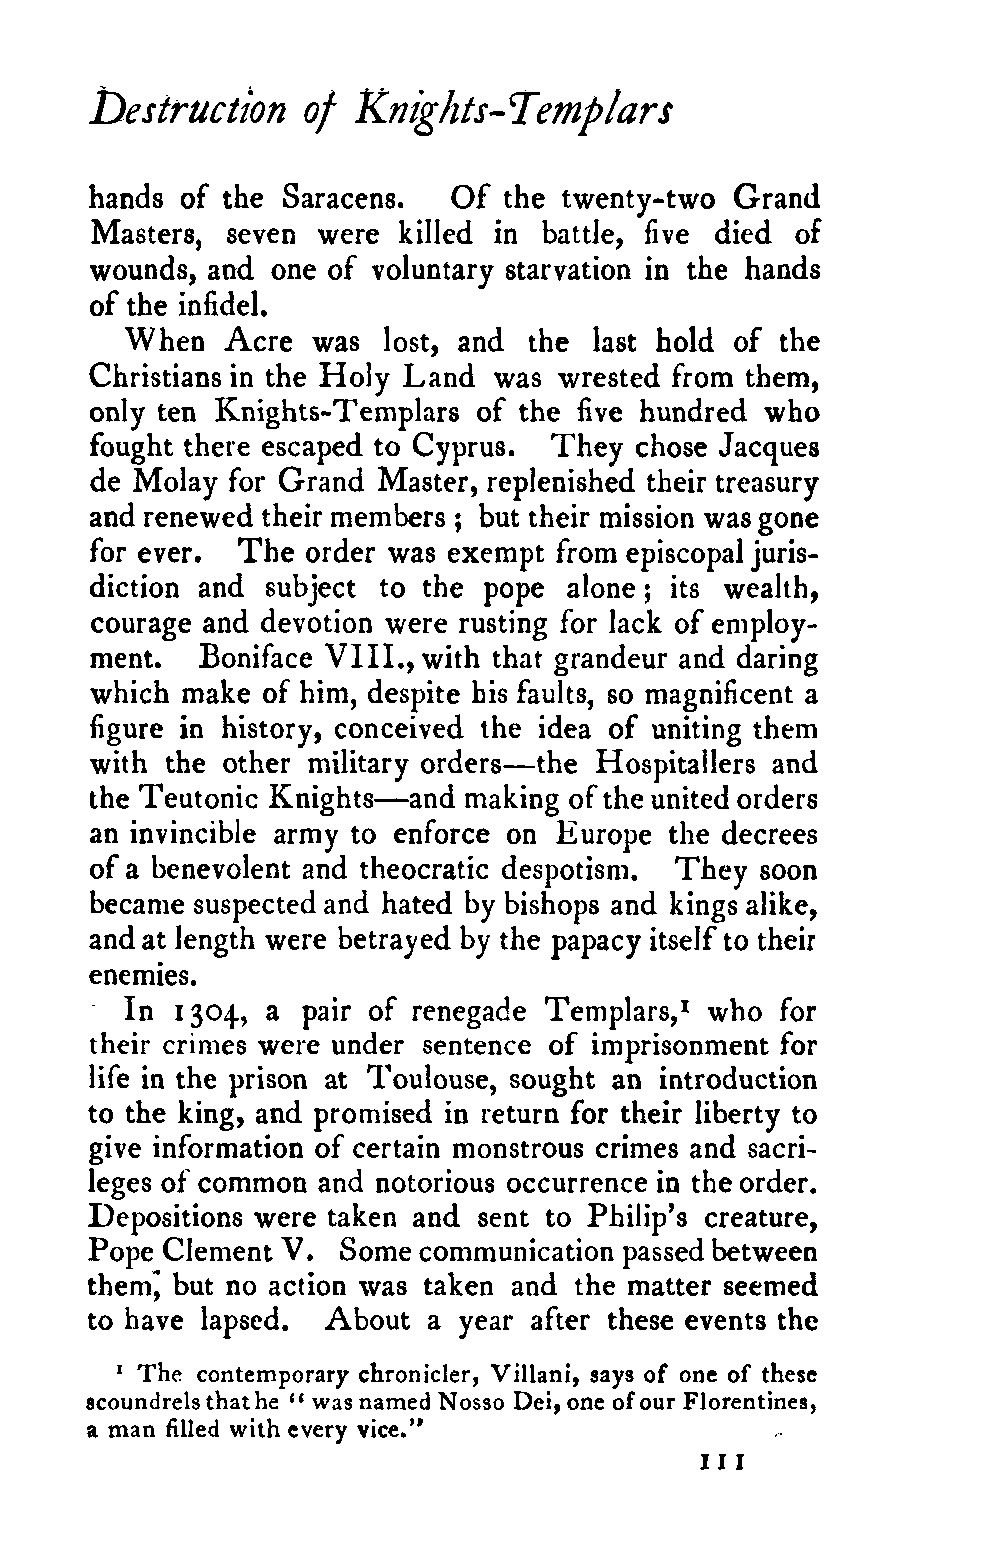 Destruction of Knights-Templars
hands of the Saracens. Of the twenty-two Grand
Masters, seven were killed in battle, five died of
wounds, and one of voluntary starvation in the hands
of the infidel.
When Acre was lost, and the last hold of the
Christians in the Holy Land was wrested from them,
only ten Knights-Templars of the five hundred who
fought there escaped to Cyprus. They chose Jacques
de Molay for Grand Master, replenished their treasury
and renewed their members ; but their mission was gone
for ever. The order was exempt from episcopal juris-
diction and subject to the pope alone ; its wealth,
courage and devotion were rusting for lack of employ-
ment. Boniface VIII., with that grandeur and daring
which make of him, despite his faults, so magnificent a
figure in history, conceived the idea of uniting them
with the other military orders—the Hospitallers and
the Teutonic Knights—and making of the united orders
an invincible army to enforce on Europe the decrees
of a benevolent and theocratic despotism. They soon
became suspected and hated by bishops and kings alike,
and at length were betrayed by the papacy itself to their
enemies.
In 1304, a pair of renegade Templars,¹ who for
their crimes were under sentence of imprisonment for
life in the prison at Toulouse, sought an introduction
to the king, and promised in return for their liberty to
give information of certain monstrous crimes and sacri-
leges of common and notorious occurrence in the order.
Depositions were taken and sent to Philip's creature,
Pope Clement V. Some communication passed between
them, but no action was taken and the matter seemed
to have lapsed. About a year after these events the
¹ The contemporary chronicler, Villani, says of one of these
scoundrels that he " was named Nosso Dei, one of our Florentines,
a man filled with every vice."
111